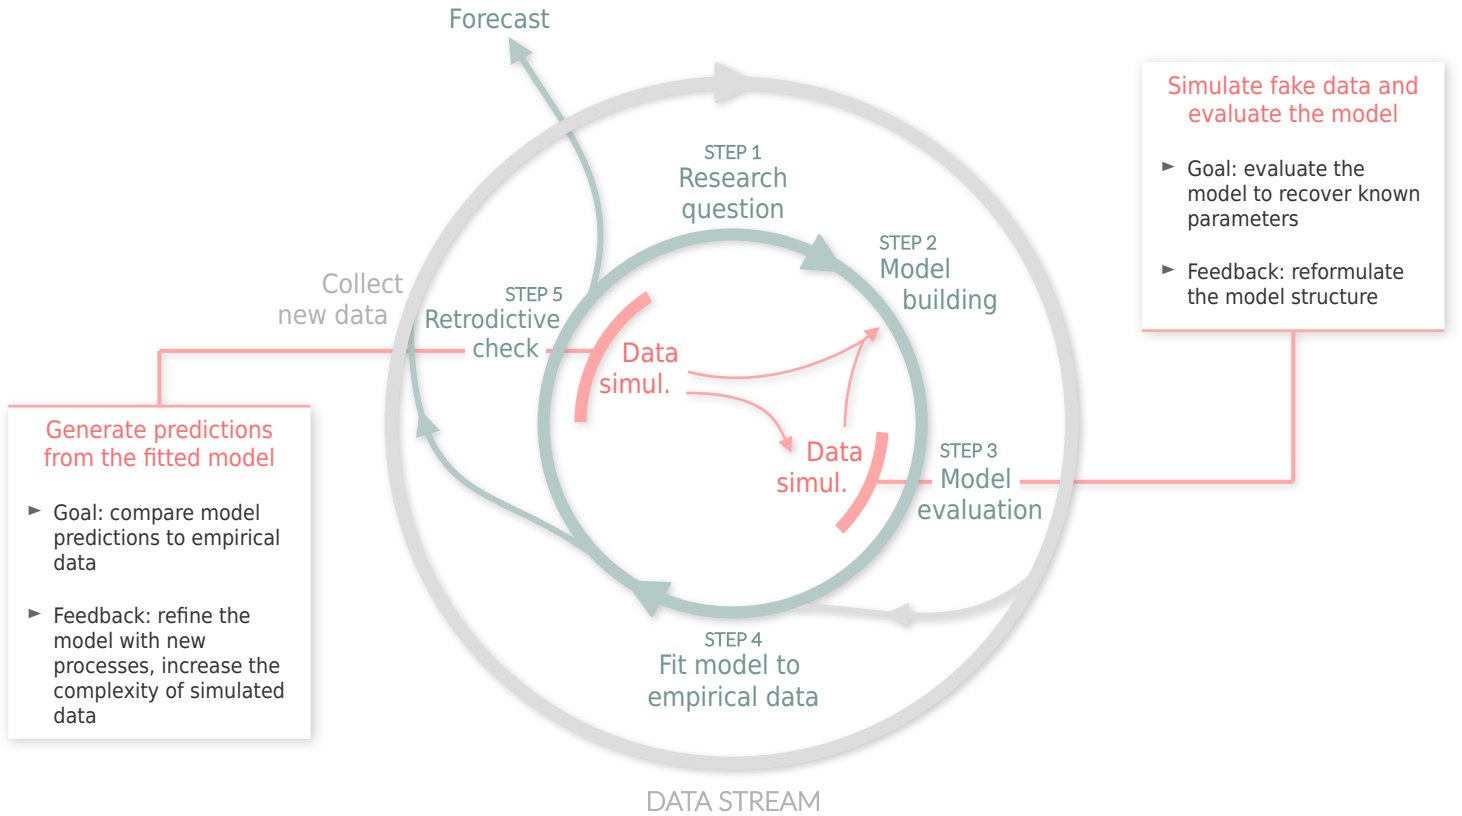 Forecast
STEP 1
Research
question
STEP 2
Model
building
STEP 3
Model
evaluation
STEP 4
Fit model to
empirical data
STEP 5
Retrodictive
check
Collect
new data
Data
simul.
Data
simul.
Simulate fake data and
evaluate the model
► Goal: evaluate the
model to recover known
parameters
► Feedback: reformulate
the model structure
Generate predictions
from the fitted model
► Goal: compare model
predictions to empirical
data
► Feedback: refine the
model with new
processes, increase the
complexity of simulated
data
DATA STREAM